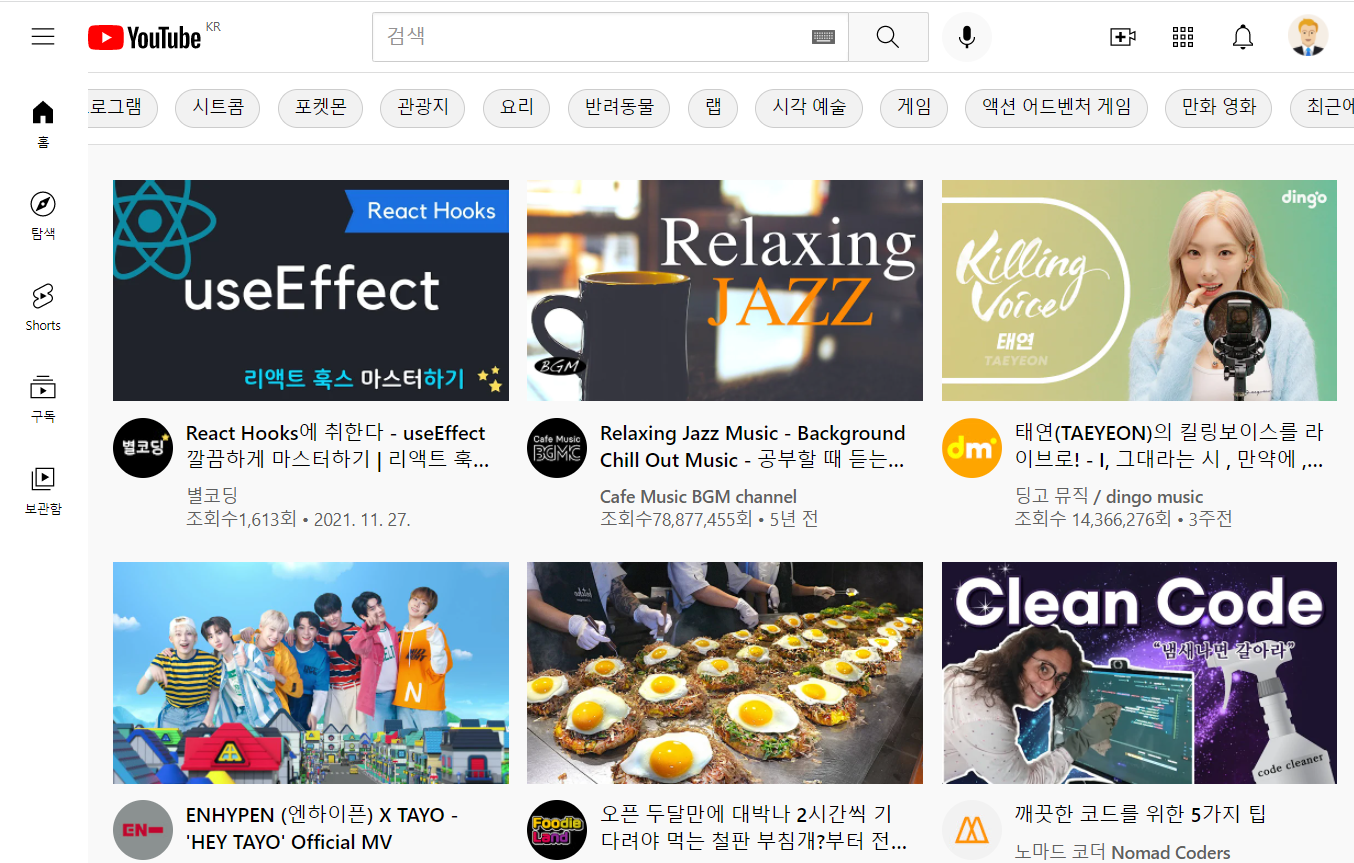 YouTube KR
검색
로그램 시트콤 포켓몬 관광지 요리 반려동물 랩 시각 예술 게임 액션 어드벤처 게임 만화 영화 최근에
홈
탐색
Shorts
구독
보관함
React Hooks
useEffect
리액트 훅스 마스터하기
별코딩
React Hooks에 취한다 - useEffect
깔끔하게 마스터하기 | 리액트 훅...
별코딩
조회수1,613회 • 2021. 11. 27.
Relaxing
JAZZ
BGM
Cafe Music
BGMC
Relaxing Jazz Music - Background
Chill Out Music - 공부할 때 듣는...
Cafe Music BGM channel
조회수78,877,455회 • 5년 전
dingo
Killing
Voice
태연
TAEYEON
dm
태연(TAEYEON)의 킬링보이스를 라
이브로! - I, 그대라는 시 , 만약에 ,...
딩고 뮤직 / dingo music
조회수 14,366,276회 • 3주전
N
EN-
ENHYPEN (엔하이픈) X TAYO -
'HEY TAYO' Official MV
Foodie
Land
오픈 두달만에 대박나 2시간씩 기
다려야 먹는 철판 부침개?부터 전...
Clean Code
“냄새나면 갈아라”
code cleaner
깨끗한 코드를 위한 5가지 팁
노마드 코더 Nomad Coders